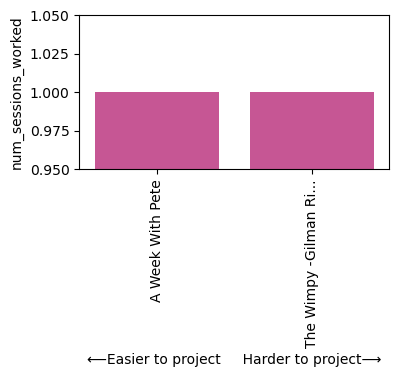 num_sessions_worked
1.050
1.025
1.000
0.975
0.950
A Week With Pete
The Wimpy -Gilman Ri...
⟵Easier to project
Harder to project⟶